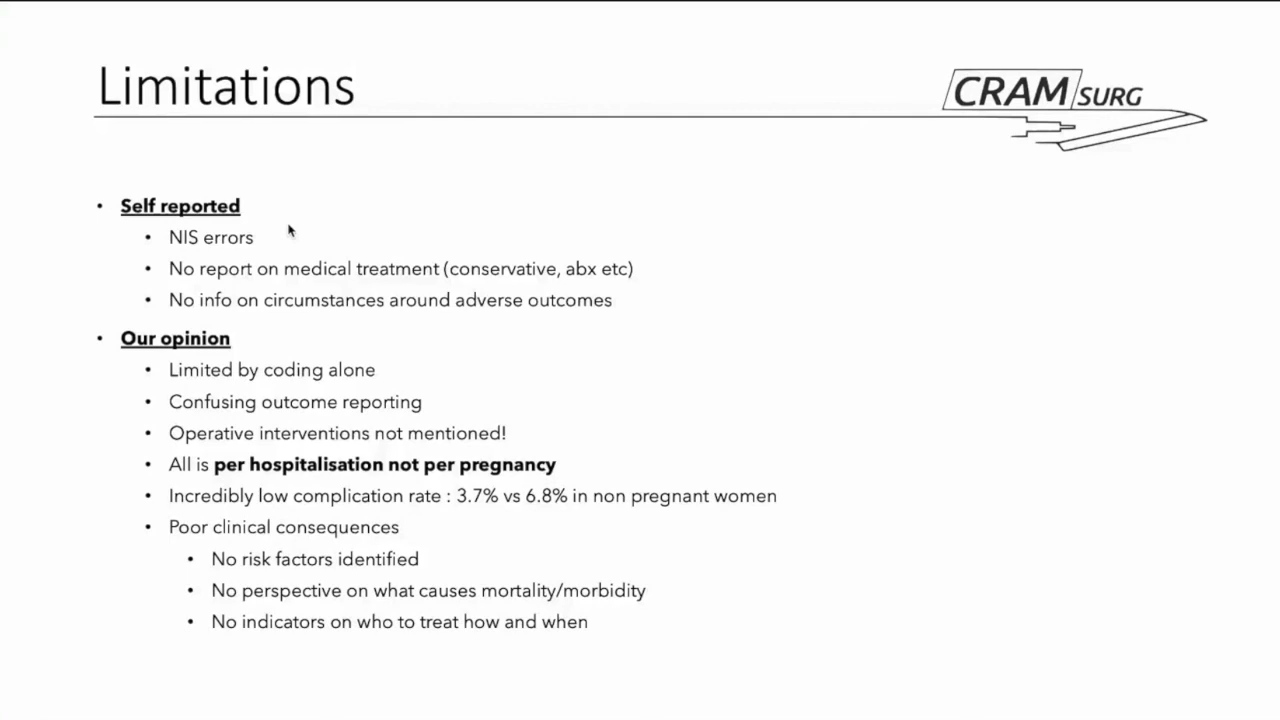 Limitations
CRAM SURG
• Self reported
• NIS errors
• No report on medical treatment (conservative, abx etc)
• No info on circumstances around adverse outcomes
• Our opinion
• Limited by coding alone
• Confusing outcome reporting
• Operative interventions not mentioned!
• All is per hospitalisation not per pregnancy
• Incredibly low complication rate : 3.7% vs 6.8% in non pregnant women
• Poor clinical consequences
• No risk factors identified
• No perspective on what causes mortality/morbidity
• No indicators on who to treat how and when